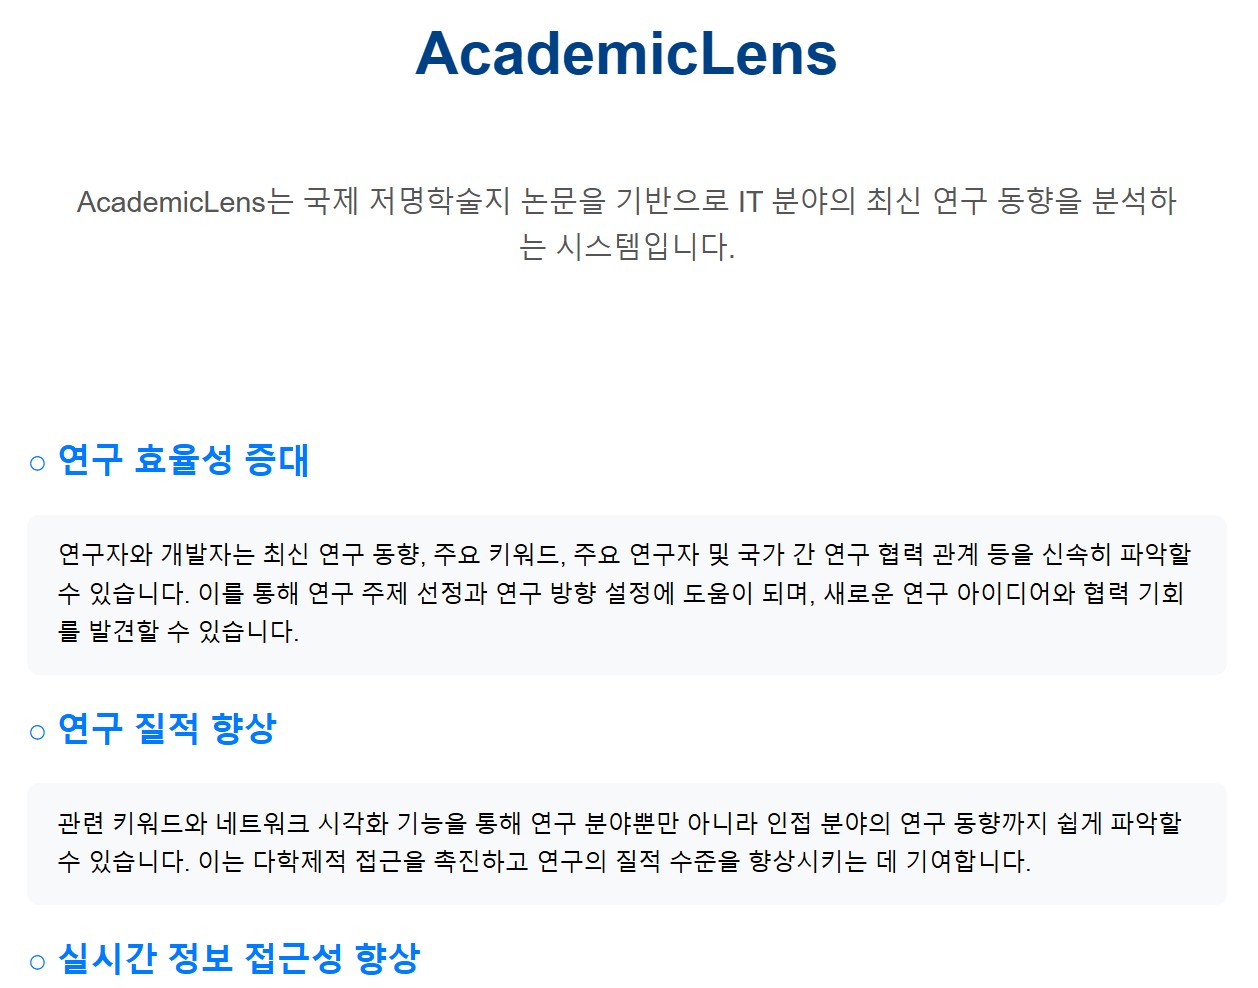 AcademicLens
AcademicLens는 국제 저명학술지 논문을 기반으로 IT 분야의 최신 연구 동향을 분석하
는 시스템입니다.
○ 연구 효율성 증대
연구자와 개발자는 최신 연구 동향, 주요 키워드, 주요 연구자 및 국가 간 연구 협력 관계 등을 신속히 파악할
수 있습니다. 이를 통해 연구 주제 선정과 연구 방향 설정에 도움이 되며, 새로운 연구 아이디어와 협력 기회
를 발견할 수 있습니다.
○ 연구 질적 향상
관련 키워드와 네트워크 시각화 기능을 통해 연구 분야뿐만 아니라 인접 분야의 연구 동향까지 쉽게 파악할
수 있습니다. 이는 다학제적 접근을 촉진하고 연구의 질적 수준을 향상시키는 데 기여합니다.
○ 실시간 정보 접근성 향상